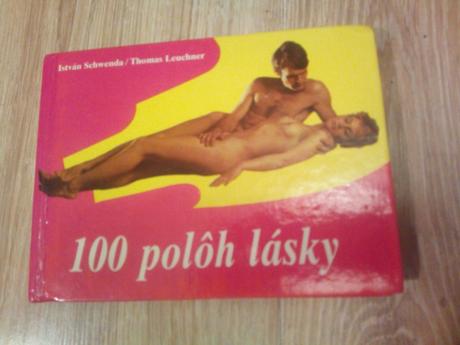 István Schwenda / Thomas Leuchner
100 polôh lásky